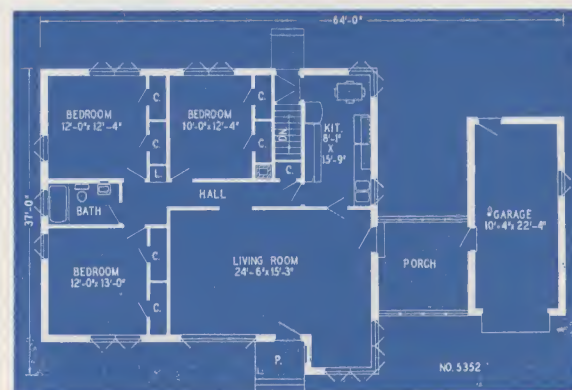 64'-0"
37'-0"
BEDROOM
12'-0"x 12'-4"
C.
C.
L.
BEDROOM
10'-0"x 12'-4"
C.
C.
DN
C.
KIT.
8'-1"
X
15'-9"
BATH
HALL
GARAGE
10'-4"x 22'-4"
BEDROOM
12'-0"x 13'-0"
C.
C.
LIVING ROOM
24'-6"x 15'-3"
PORCH
P.
NO. 5352